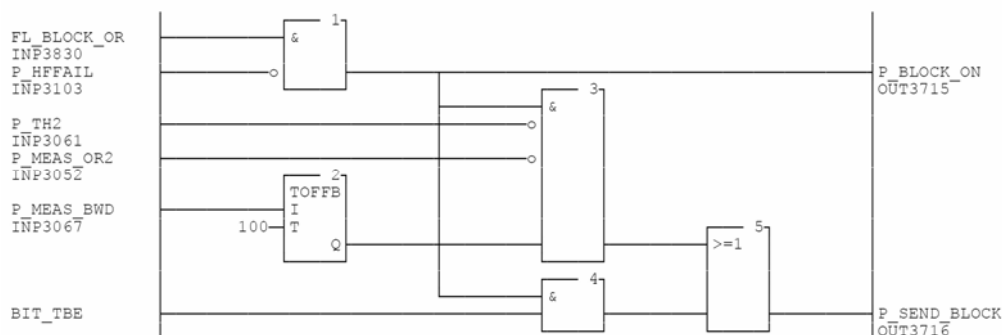 1
FL_BLOCK_OR
&
INP3830
P_HFFAIL
P_BLOCK_ON
INP3103
OUT3715
3
&
P_TH2
INP3061
P_MEAS_OR2
INP3052
2
TOFFB
P_MEAS_BWD
I
INP3067
100
T
5
Q
>=1
4
&
BIT_TBE
P_SEND_BLOCK
OUT3716